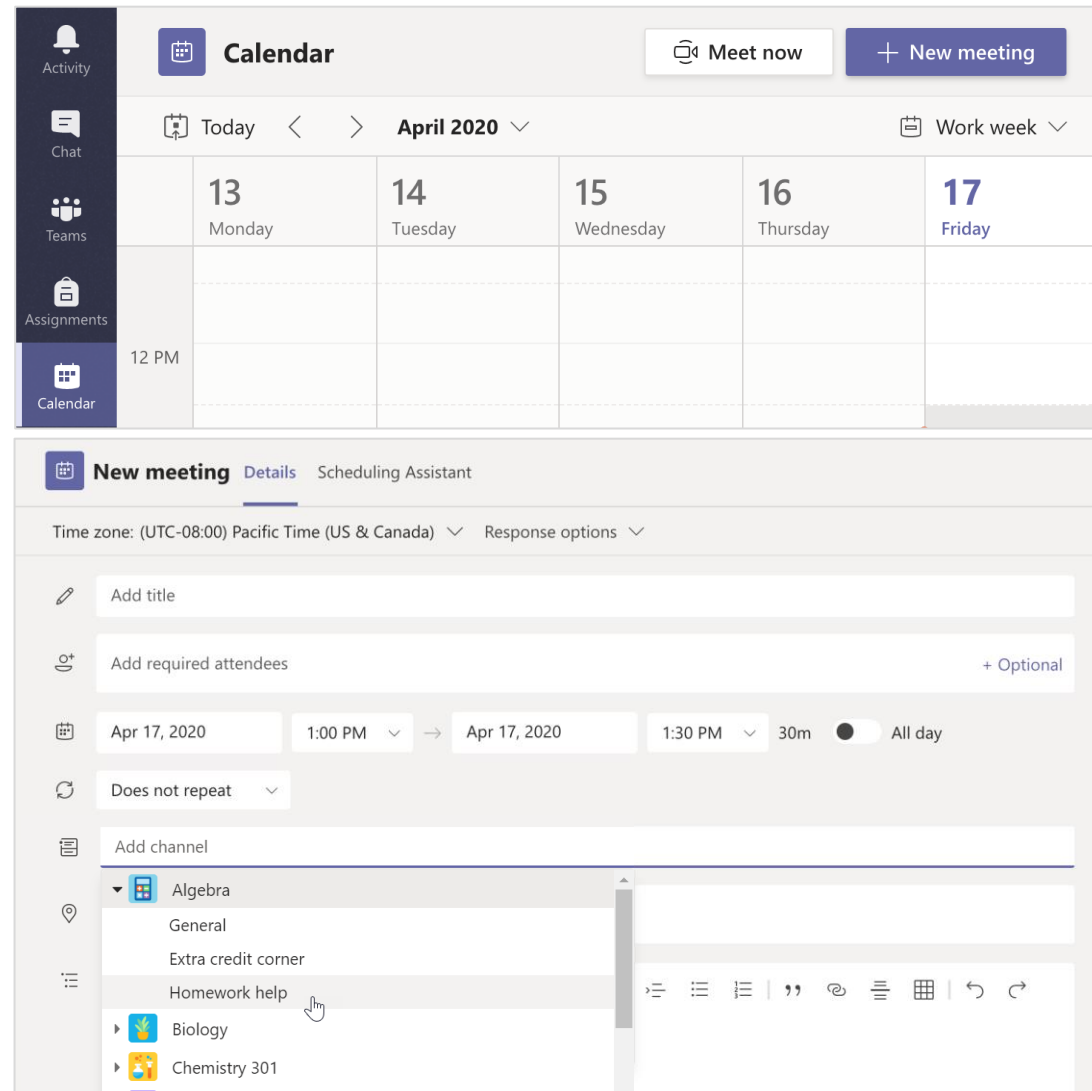 Activity
Chat
Teams
Assignments
Calendar
Calendar
Meet now
New meeting
Today
April 2020
Work week
13
Monday
14
Tuesday
15
Wednesday
16
Thursday
17
Friday
12 PM
New meeting Details Scheduling Assistant
Time zone: (UTC-08:00) Pacific Time (US & Canada) Response options
Add title
Add required attendees + Optional
Apr 17, 2020 1:00 PM → Apr 17, 2020 1:30 PM 30m All day
Does not repeat
Add channel
Algebra
General
Extra credit corner
Homework help
Biology
Chemistry 301